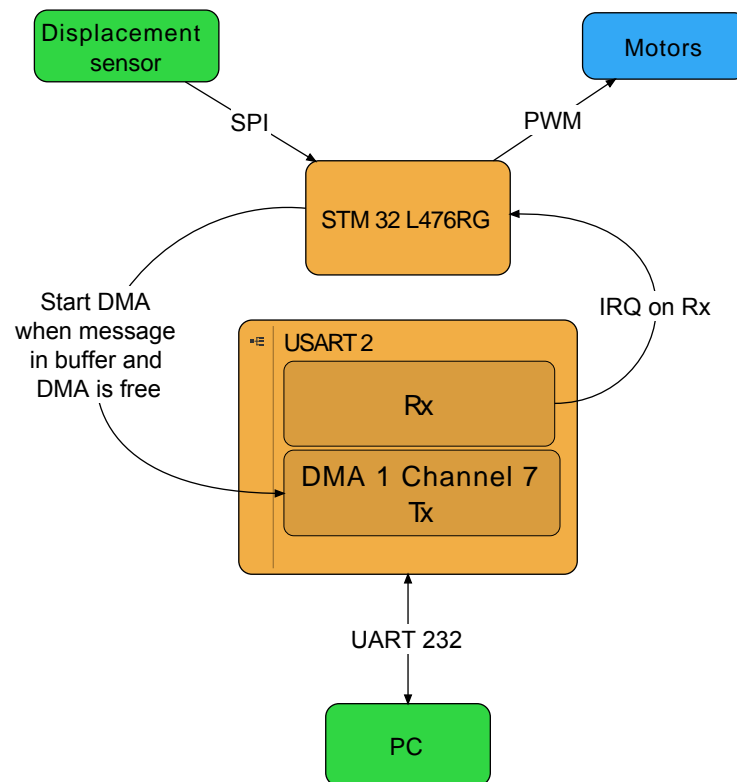 Displacement
sensor
Motors
SPI
PWM
STM 32 L476RG
Start DMA
when message
in buffer and
DMA is free
IRQ on Rx
USART 2
Rx
DMA 1 Channel 7
Tx
UART 232
PC